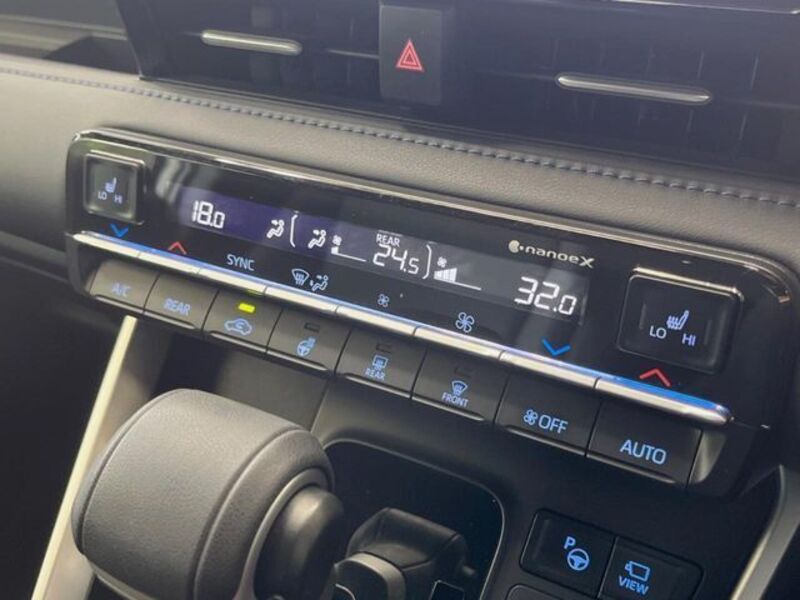 LO HI
18.0
REAR
24.5
nanoeX
32.0
LO HI
SYNC
A/C
REAR
REAR
FRONT
OFF
AUTO
P
VIEW